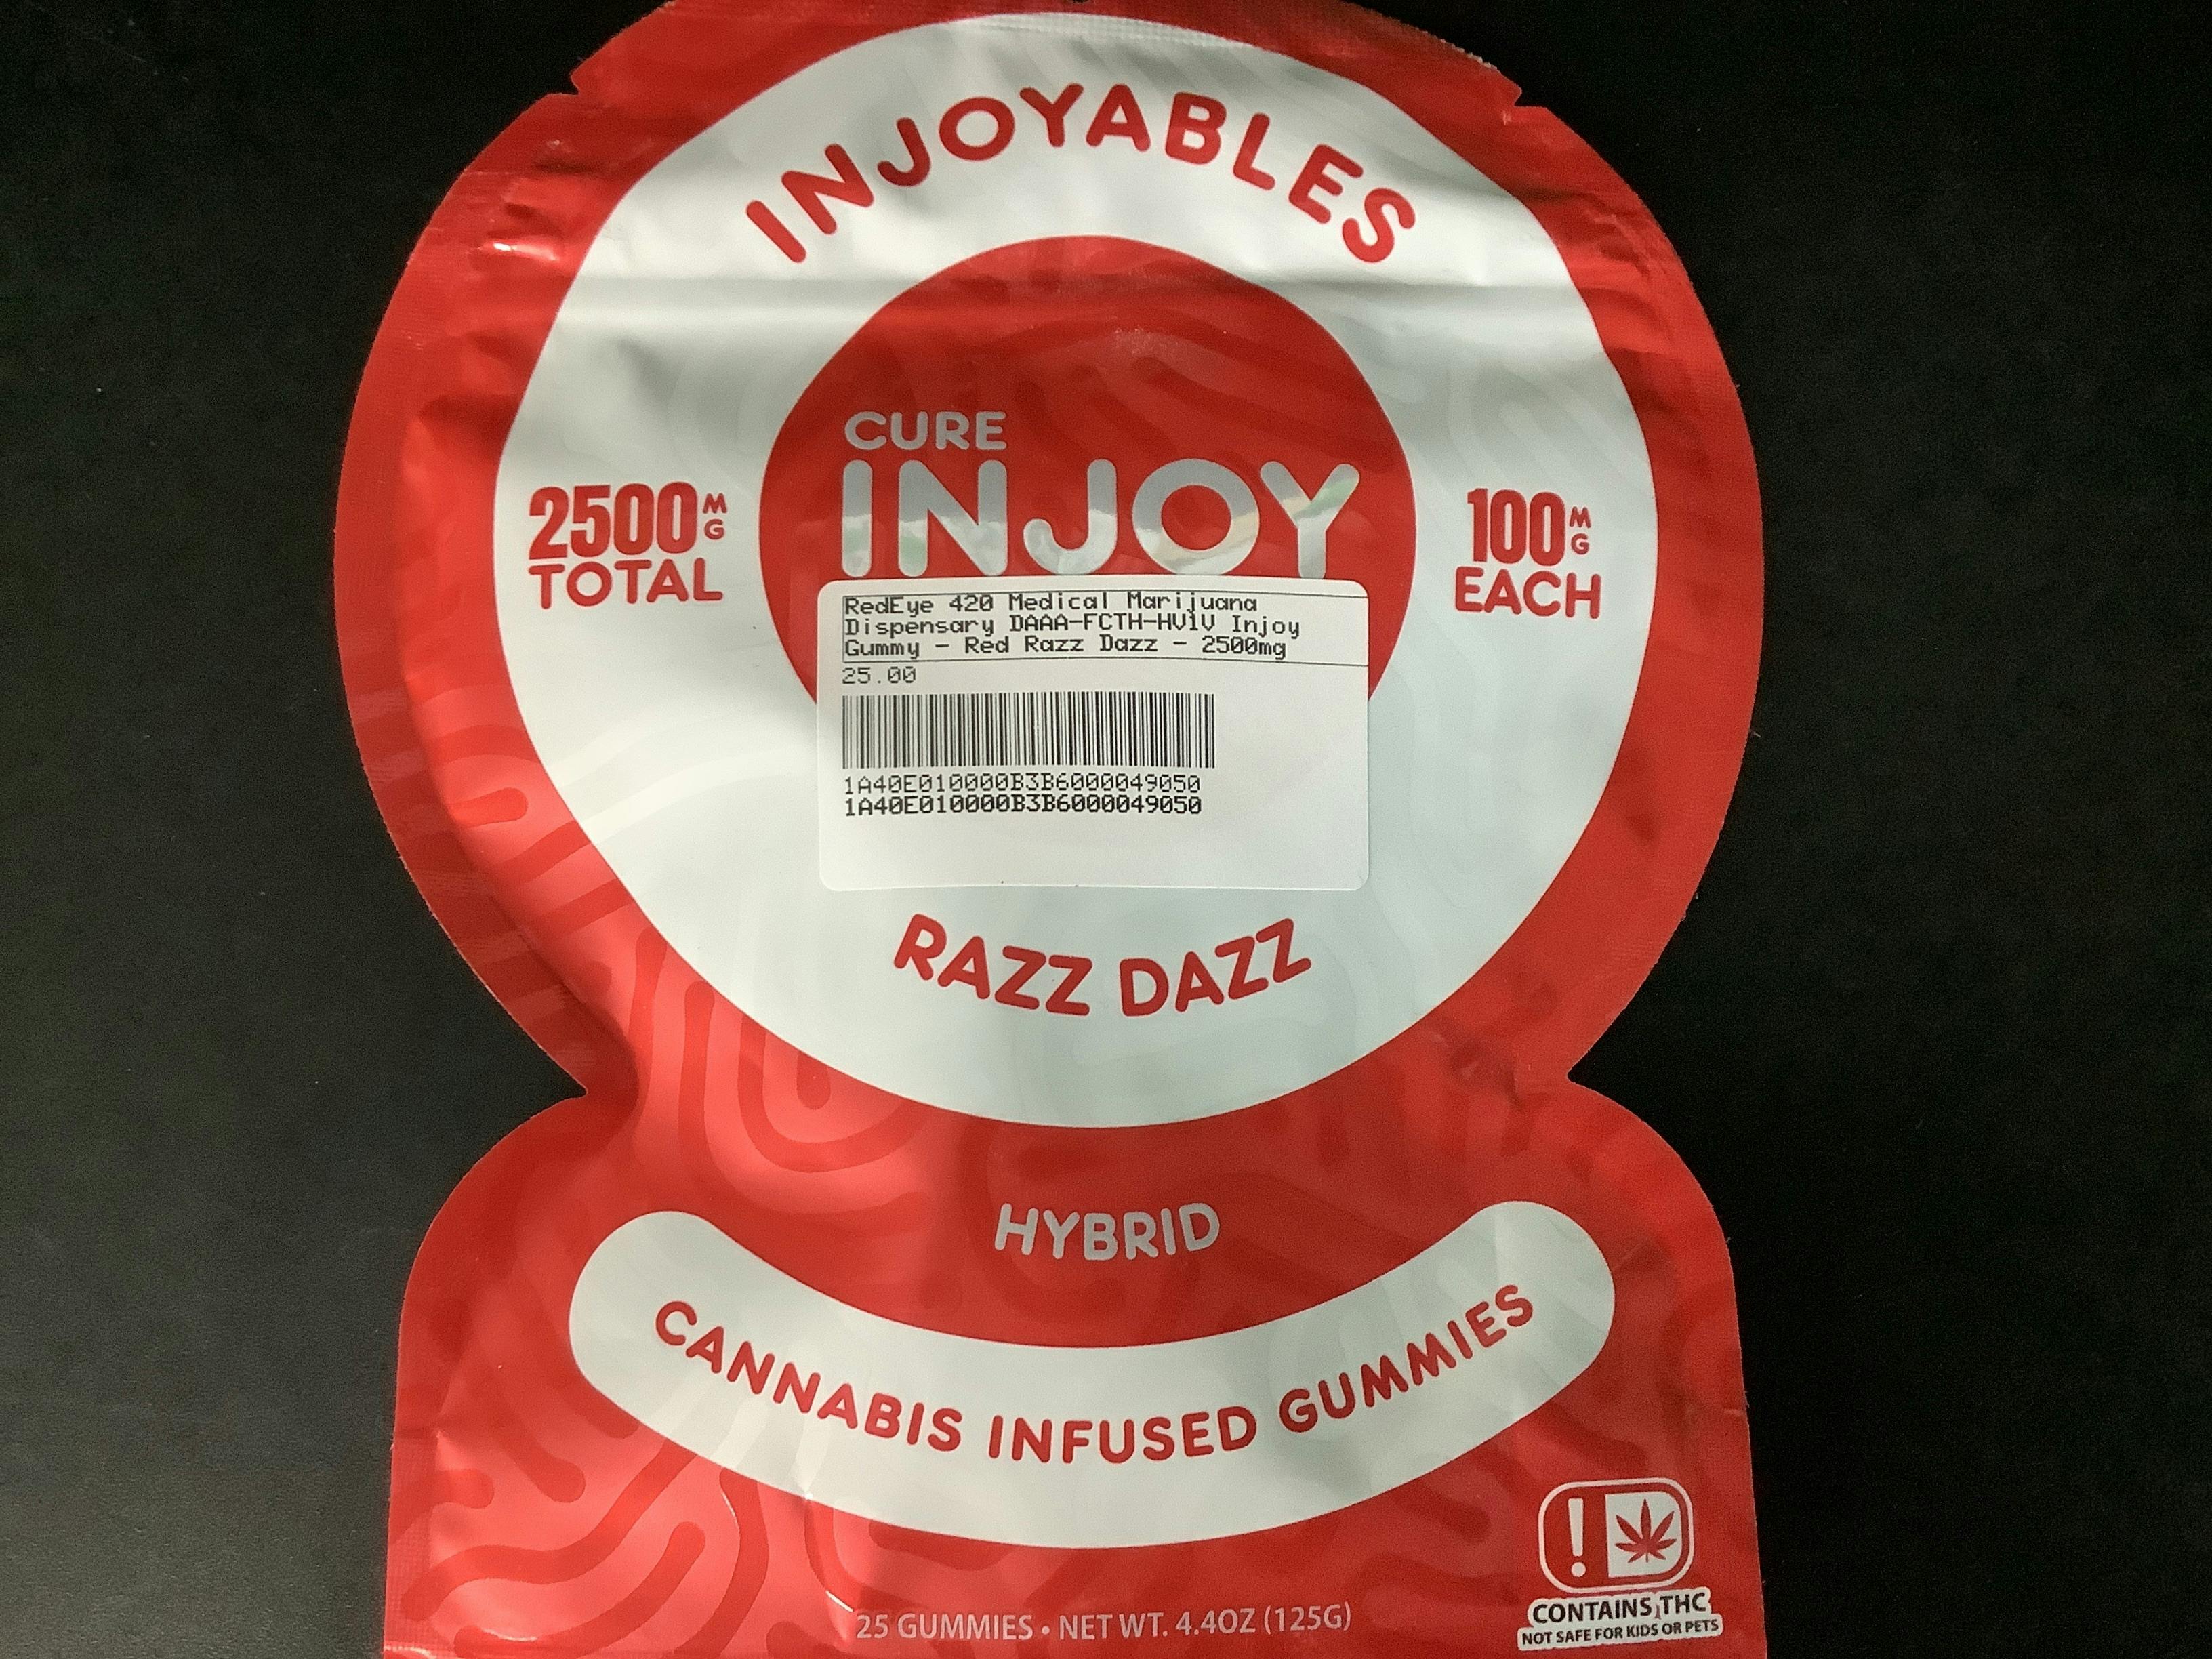 INJOYABLES
CURE
INJOY
2500MG
TOTAL
100MG
EACH
RedEye 420 Medical Marijuana
Dispensary DAAA-FCTH-HV1V Injoy
Gummy - Red Razz Dazz - 2500mg
25.00
1A40E010000B3B6000049050
1A40E010000B3B6000049050
RAZZ DAZZ
HYBRID
CANNABIS INFUSED GUMMIES
25 GUMMIES • NET WT. 4.4OZ (125G)
!
CONTAINS THC
NOT SAFE FOR KIDS OR PETS